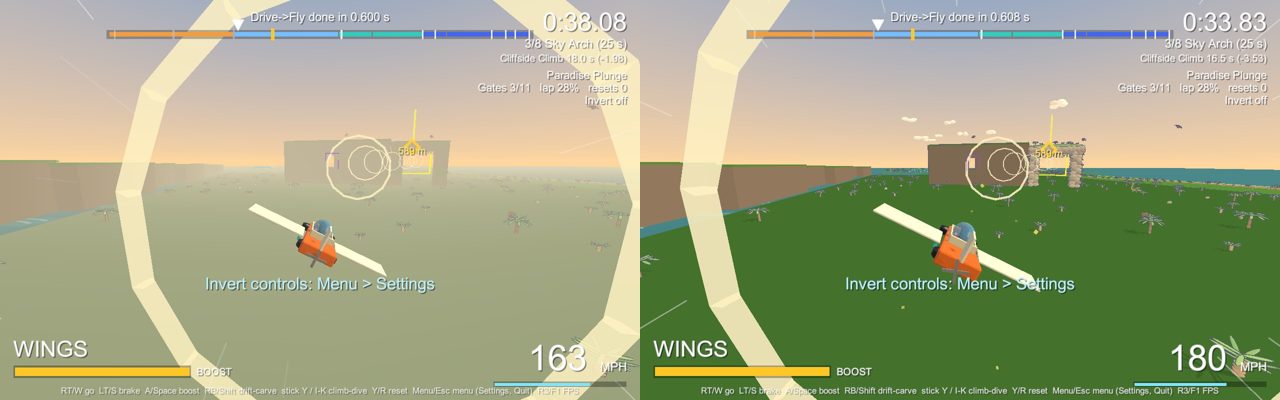 Drive->Fly done in 0.600 s
0:38.08
3/8 Sky Arch (25 s)
Cliffside Climb 18.0 s (-1.98)
Paradise Plunge
Gates 3/11 lap 28% resets 0
Invert off
589 m
Invert controls: Menu > Settings
WINGS
BOOST
163 MPH
RT/W go LT/S brake A/Space boost RB/Shift drift-carve stick Y / I-K climb-dive Y/R reset Menu/Esc menu (Settings, Quit) R3/F1 FPS
Drive->Fly done in 0.608 s
0:33.83
3/8 Sky Arch (25 s)
Cliffside Climb 16.5 s (-3.53)
Paradise Plunge
Gates 3/11 lap 28% resets 0
Invert off
589 m
Invert controls: Menu > Settings
WINGS
BOOST
180 MPH
RT/W go LT/S brake A/Space boost RB/Shift drift-carve stick Y / I-K climb-dive Y/R reset Menu/Esc menu (Settings, Quit) R3/F1 FPS